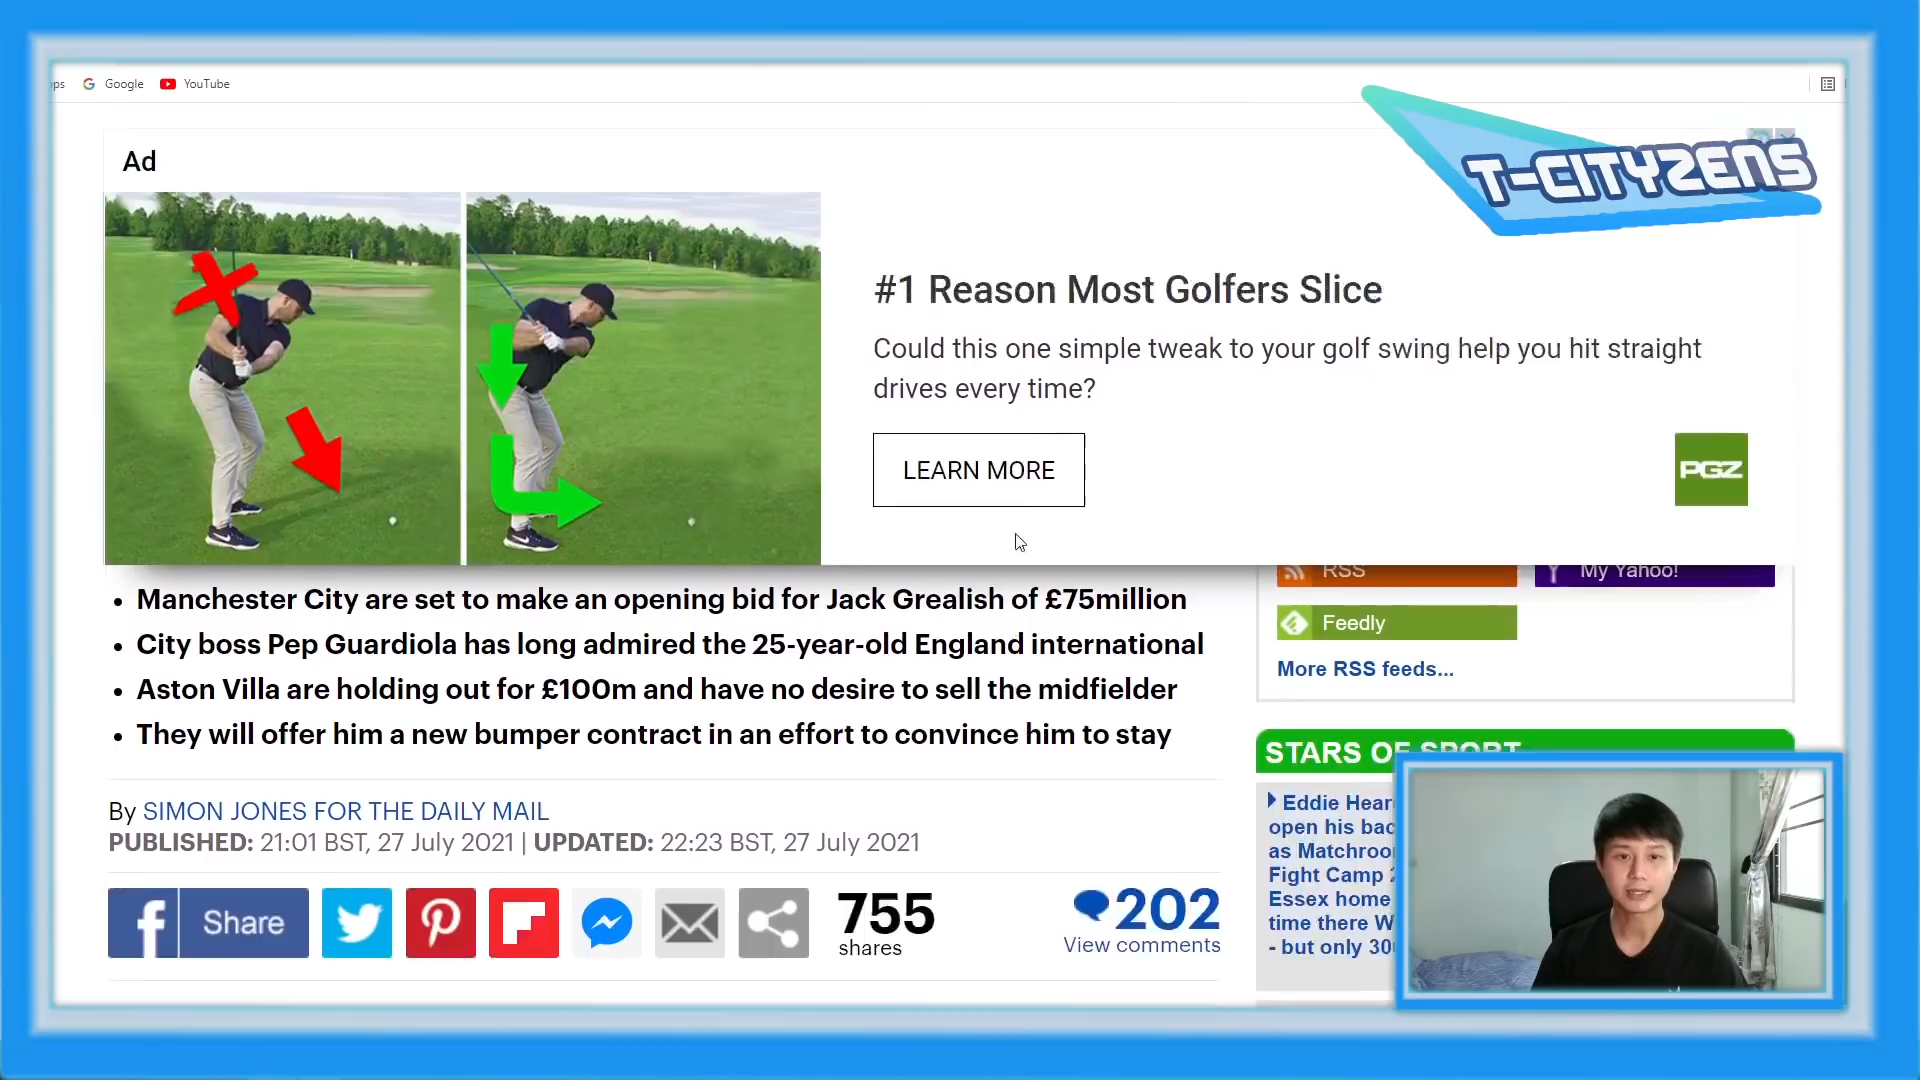 Google YouTube
T-CITYZENS
Ad
#1 Reason Most Golfers Slice
Could this one simple tweak to your golf swing help you hit straight
drives every time?
LEARN MORE
PGZ
RSS
My Yahoo!
Feedly
More RSS feeds...
• Manchester City are set to make an opening bid for Jack Grealish of £75million
• City boss Pep Guardiola has long admired the 25-year-old England international
• Aston Villa are holding out for £100m and have no desire to sell the midfielder
• They will offer him a new bumper contract in an effort to convince him to stay
By SIMON JONES FOR THE DAILY MAIL
PUBLISHED: 21:01 BST, 27 July 2021 | UPDATED: 22:23 BST, 27 July 2021
Share
755
shares
202
View comments
STARS OF SPORT
Eddie Hear
open his bac
as Matchroo
Fight Camp
Essex home
time there W
- but only 30